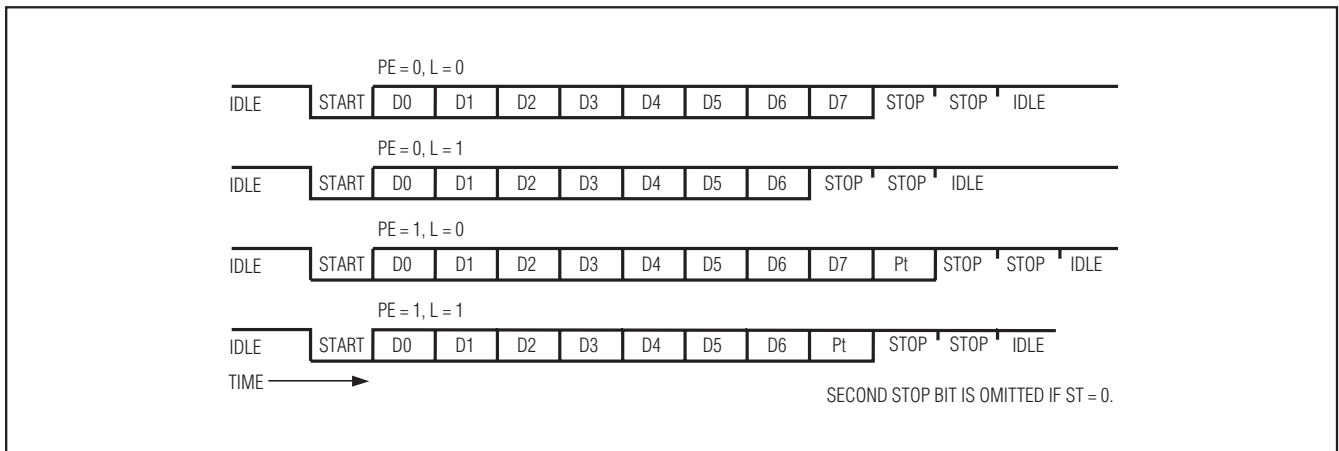 PE = 0, L = 0
IDLE START D0 D1 D2 D3 D4 D5 D6 D7 STOP STOP IDLE
PE = 0, L = 1
IDLE START D0 D1 D2 D3 D4 D5 D6 STOP STOP IDLE
PE = 1, L = 0
IDLE START D0 D1 D2 D3 D4 D5 D6 D7 Pt STOP STOP IDLE
PE = 1, L = 1
IDLE START D0 D1 D2 D3 D4 D5 D6 Pt STOP STOP IDLE
TIME
SECOND STOP BIT IS OMITTED IF ST = 0.